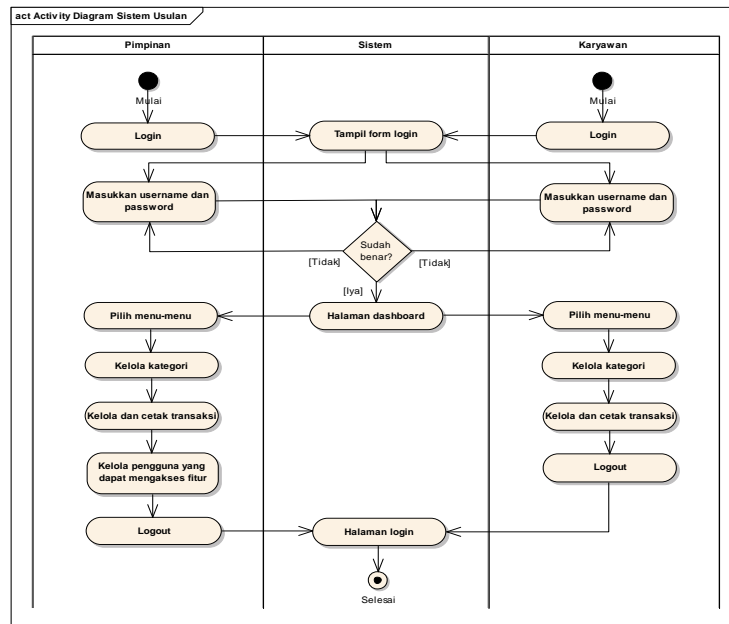 act Activity Diagram Sistem Usulan
Pimpinan
Sistem
Karyawan
Mulai
Mulai
Login
Tampil form login
Login
Masukkan username dan
password
Masukkan username dan
password
Sudah
benar?
[Tidak]
[Tidak]
[Iya]
Pilih menu-menu
Halaman dashboard
Pilih menu-menu
Kelola kategori
Kelola kategori
Kelola dan cetak transaksi
Kelola dan cetak transaksi
Kelola pengguna yang
dapat mengakses fitur
Logout
Logout
Halaman login
Selesai